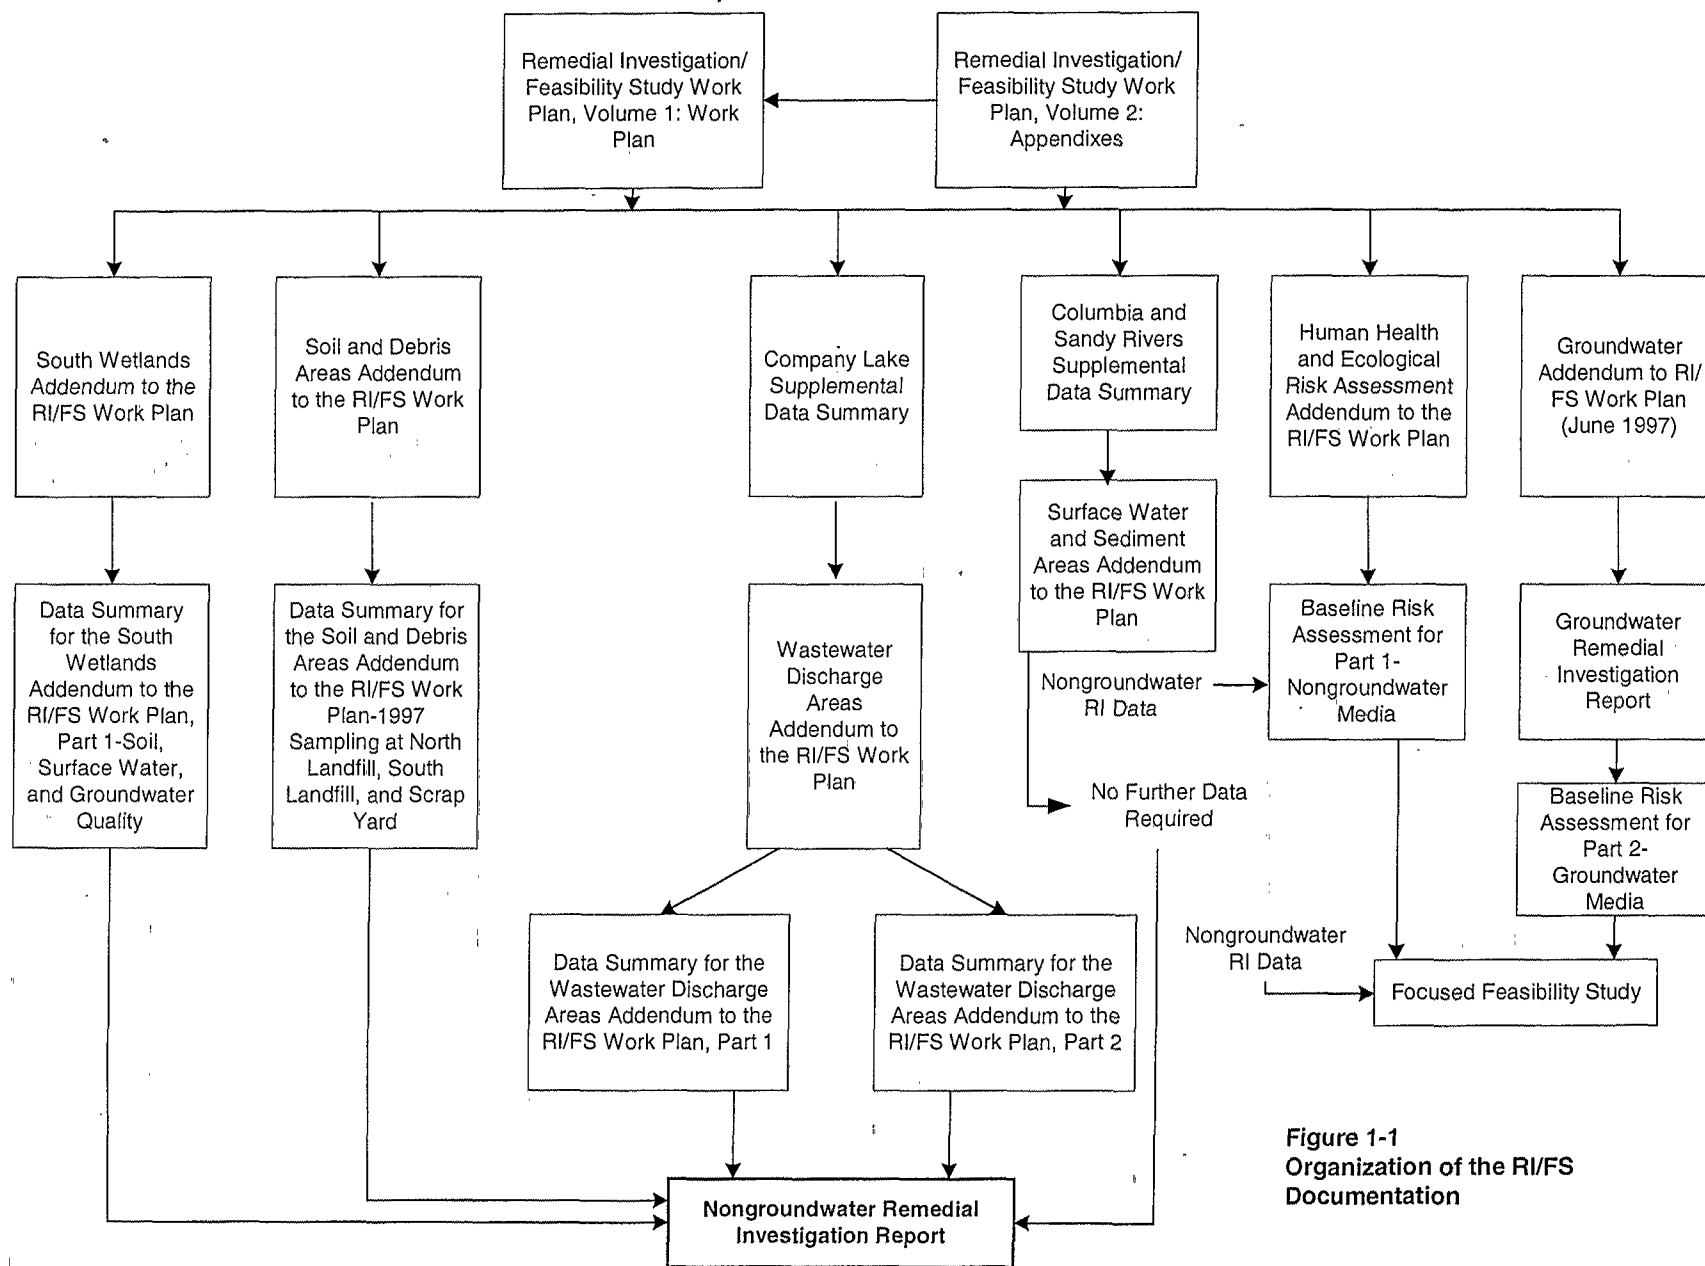 Remedial Investigation/
Feasibility Study Work
Plan, Volume 1: Work
Plan
Remedial Investigation/
Feasibility Study Work
Plan, Volume 2:
Appendixes
South Wetlands
Addendum to the
RI/FS Work Plan
Soil and Debris
Areas Addendum
to the RI/FS Work
Plan
Company Lake
Supplemental
Data Summary
Columbia and
Sandy Rivers
Supplemental
Data Summary
Human Health
and Ecological
Risk Assessment
Addendum to the
RI/FS Work Plan
Groundwater
Addendum to RI/
FS Work Plan
(June 1997)
Surface Water
and Sediment
Areas Addendum
to the RI/FS Work
Plan
Data Summary
for the South
Wetlands
Addendum to the
RI/FS Work Plan,
Part 1-Soil,
Surface Water,
and Groundwater
Quality
Data Summary for
the Soil and Debris
Areas Addendum
to the RI/FS Work
Plan-1997
Sampling at North
Landfill, South
Landfill, and Scrap
Yard
Wastewater
Discharge
Areas
Addendum to
the RI/FS Work
Plan
Nongroundwater
RI Data
Baseline Risk
Assessment for
Part 1-
Nongroundwater
Media
Groundwater
Remedial
Investigation
Report
No Further Data
Required
Baseline Risk
Assessment for
Part 2-
Groundwater
Media
Data Summary for the
Wastewater Discharge
Areas Addendum to the
RI/FS Work Plan, Part 1
Data Summary for the
Wastewater Discharge
Areas Addendum to the
RI/FS Work Plan, Part 2
Nongroundwater
RI Data
Focused Feasibility Study
Nongroundwater Remedial
Investigation Report
Figure 1-1
Organization of the RI/FS
Documentation